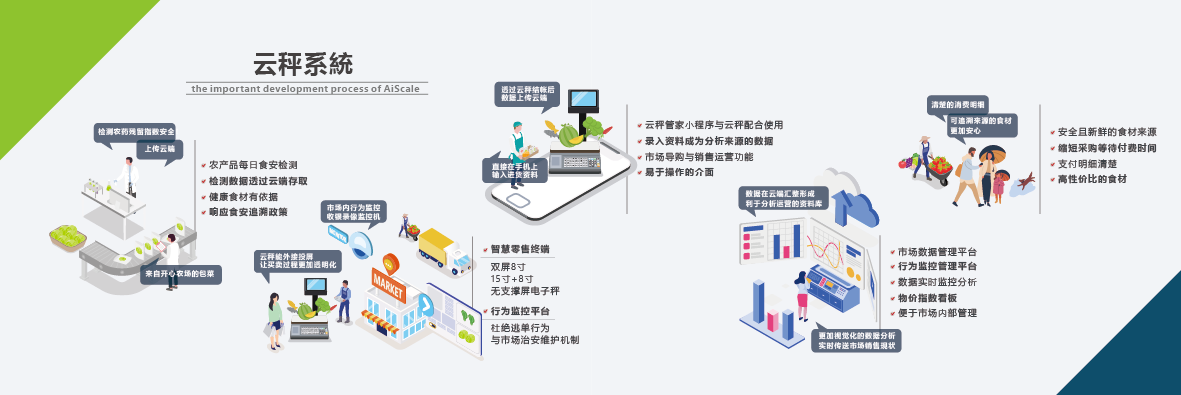 云秤系統
the important development process of AiScale
检测农药残留指数安全
上传云端
来自开心农场的包菜
农产品每日食安检测
检测数据透过云端存取
健康食材有依据
响应食安追溯政策
云秤能外接投屏
让买卖过程更加透明化
市场内行为监控
收银录像监控机
MARKET
智慧零售终端
双屏8寸
15寸+8寸
无支撑屏电子秤
行为监控平台
杜绝逃单行为
与市场治安维护机制
透过云秤结帐后
数据上传云端
直接在手机上
输入进货资料
云秤管家小程序与云秤配合使用
录入资料成为分析来源的数据
市场导购与销售运营功能
易于操作的介面
数据在云端汇整形成
利于分析运营的资料库
更加视觉化的数据分析
实时传送市场销售现状
市场数据管理平台
行为监控管理平台
数据实时监控分析
物价指数看板
便于市场内部管理
清楚的消费明细
可追溯来源的食材
更加安心
安全且新鲜的食材来源
缩短采购等待付费时间
支付明细清楚
高性价比的食材